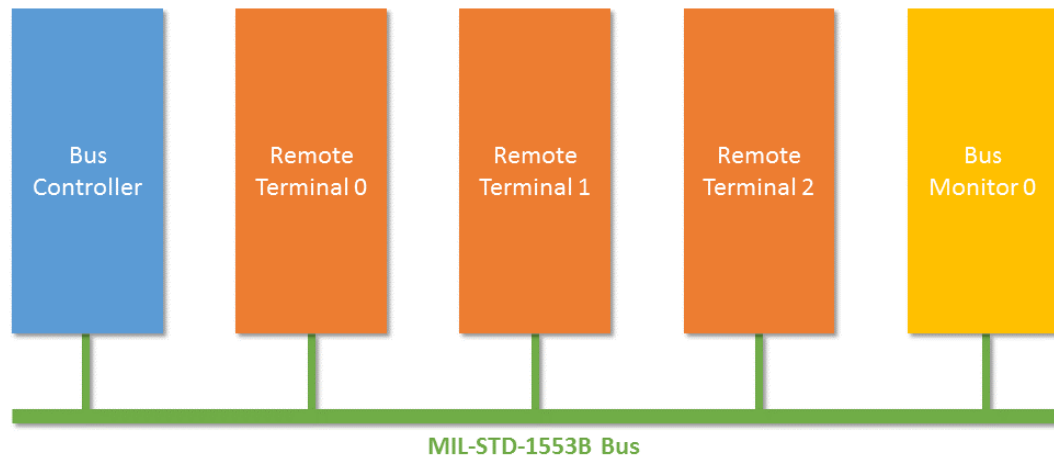 Bus
Controller
Remote
Terminal 0
Remote
Terminal 1
Remote
Terminal 2
Bus
Monitor 0
MIL-STD-1553B Bus